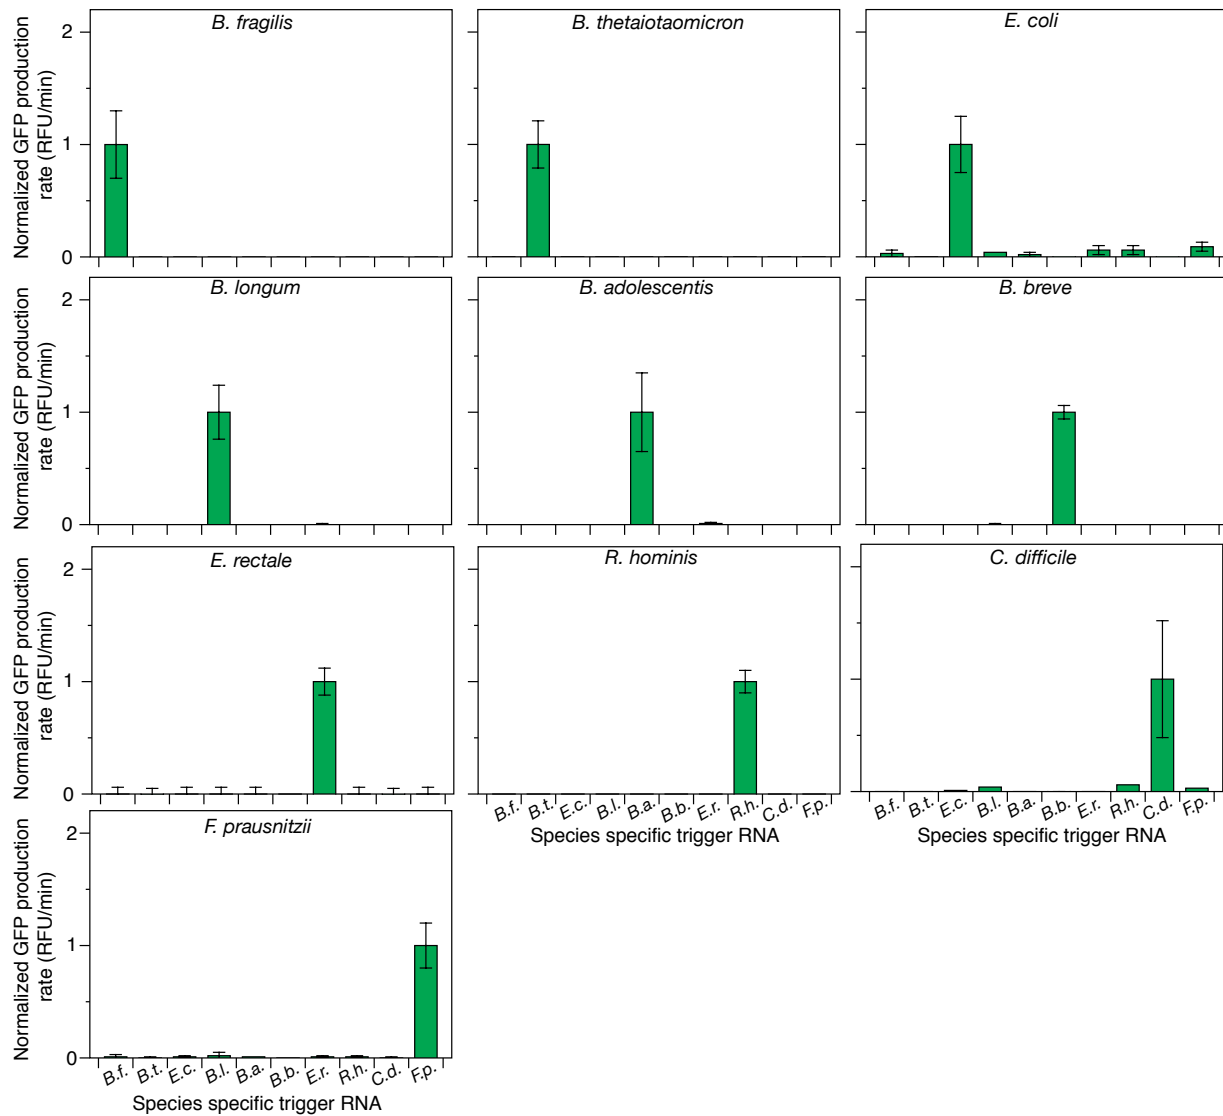 B. fragilis
B. thetaiotaomicron
E. coli
Normalized GFP production
rate (RFU/min)
2
1
0
B. longum
B. adolescentis
B. breve
Normalized GFP production
rate (RFU/min)
2
1
0
E. rectale
R. hominis
C. difficile
Normalized GFP production
rate (RFU/min)
2
1
0
B.f. B.t. E.c. B.l. B.a. B.b. E.r. R.h. C.d. F.p.
Species specific trigger RNA
B.f. B.t. E.c. B.l. B.a. B.b. E.r. R.h. C.d. F.p.
Species specific trigger RNA
F. prausnitzii
Normalized GFP production
rate (RFU/min)
2
1
0
B.f. B.t. E.c. B.l. B.a. B.b. E.r. R.h. C.d. F.p.
Species specific trigger RNA